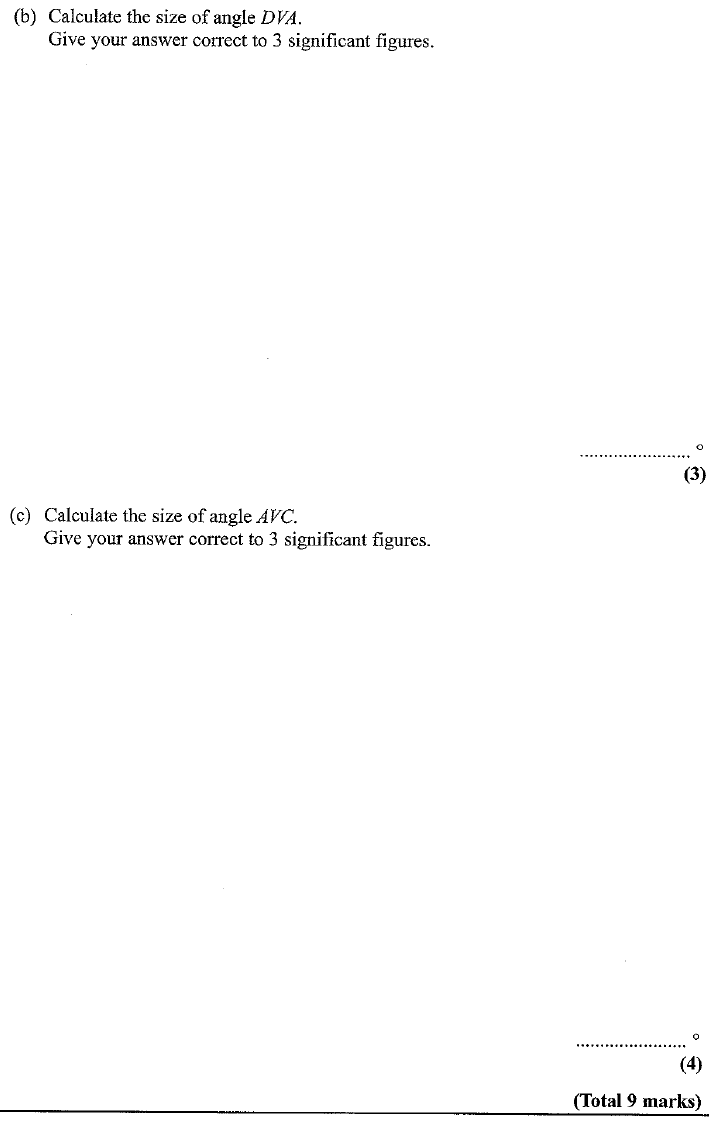 (b) Calculate the size of angle DVA.
Give your answer correct to 3 significant figures.
........................ °
(3)
(c) Calculate the size of angle AVC.
Give your answer correct to 3 significant figures.
........................ °
(4)
(Total 9 marks)